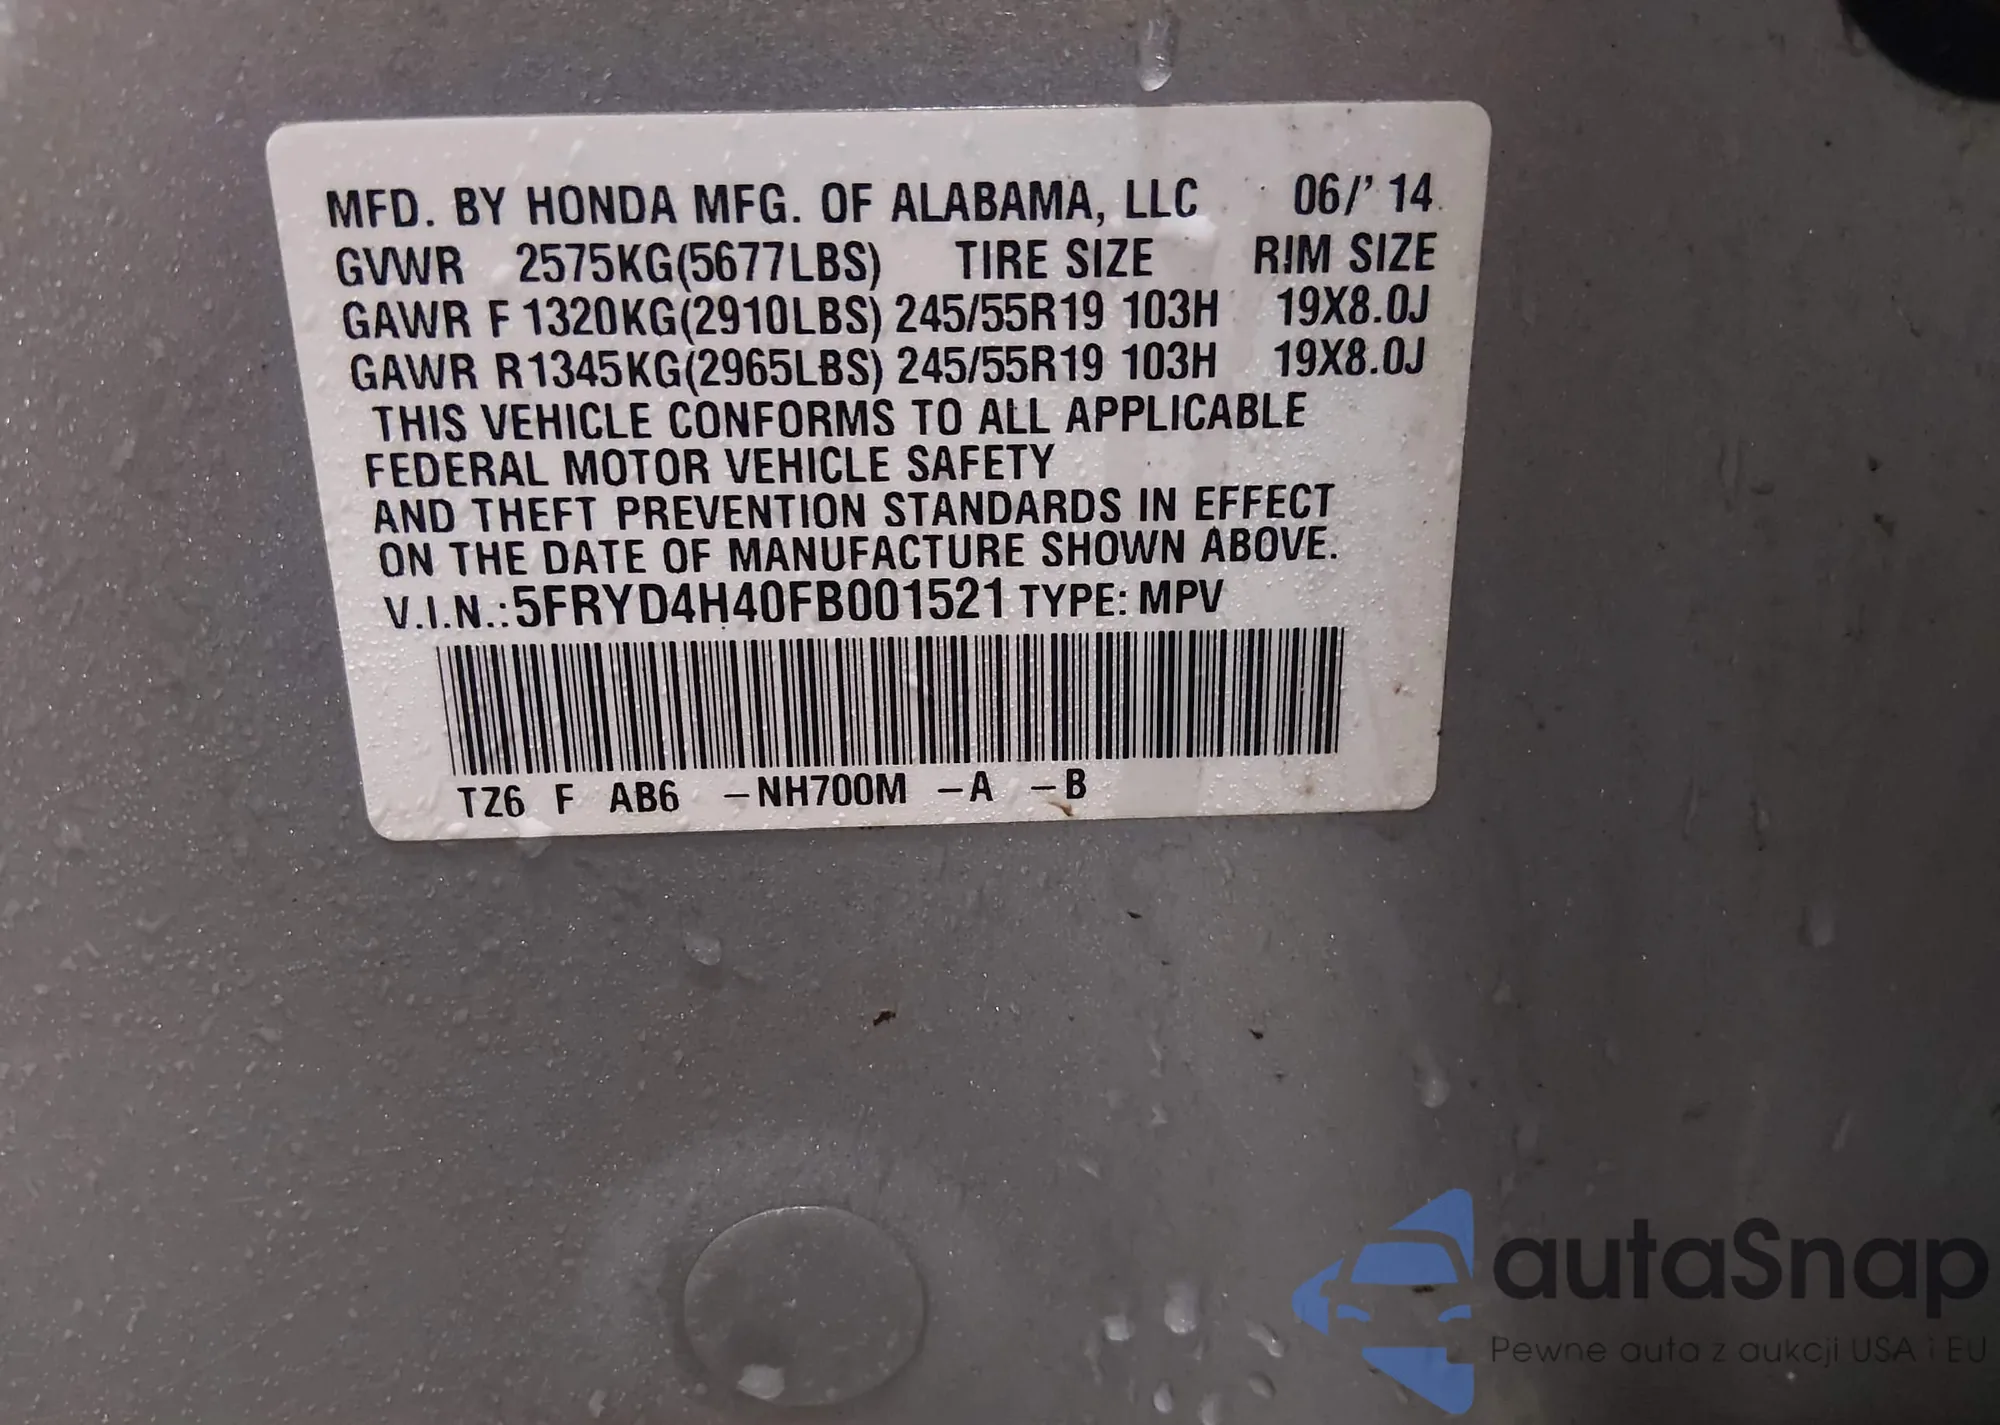 MFD. BY HONDA MFG. OF ALABAMA, LLC 06/' 14
GVWR 2575KG(5677LBS) TIRE SIZE RIM SIZE
GAWR F 1320KG(2910LBS) 245/55R19 103H 19X8.0J
GAWR R1345KG(2965LBS) 245/55R19 103H 19X8.0J
THIS VEHICLE CONFORMS TO ALL APPLICABLE
FEDERAL MOTOR VEHICLE SAFETY
AND THEFT PREVENTION STANDARDS IN EFFECT
ON THE DATE OF MANUFACTURE SHOWN ABOVE.
V.I.N.:5FRYD4H40FB001521 TYPE: MPV
TZ6 F AB6 -NH700M -A -B
autaSnap
Pewne auta z aukcji USA i EU